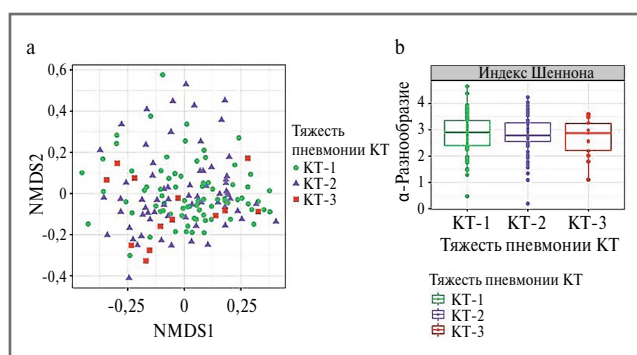 a
0,6
0,4
0,2
0
-0,2
-0,4
NMDS2
-0,25
0
0,25
NMDS1
Тяжесть
пневмонии КТ
КТ-1
КТ-2
КТ-3
b
Индекс Шеннона
4
3
2
1
0
α-Разнообразие
КТ-1 КТ-2 КТ-3
Тяжесть пневмонии КТ
Тяжесть пневмонии КТ
КТ-1
КТ-2
КТ-3